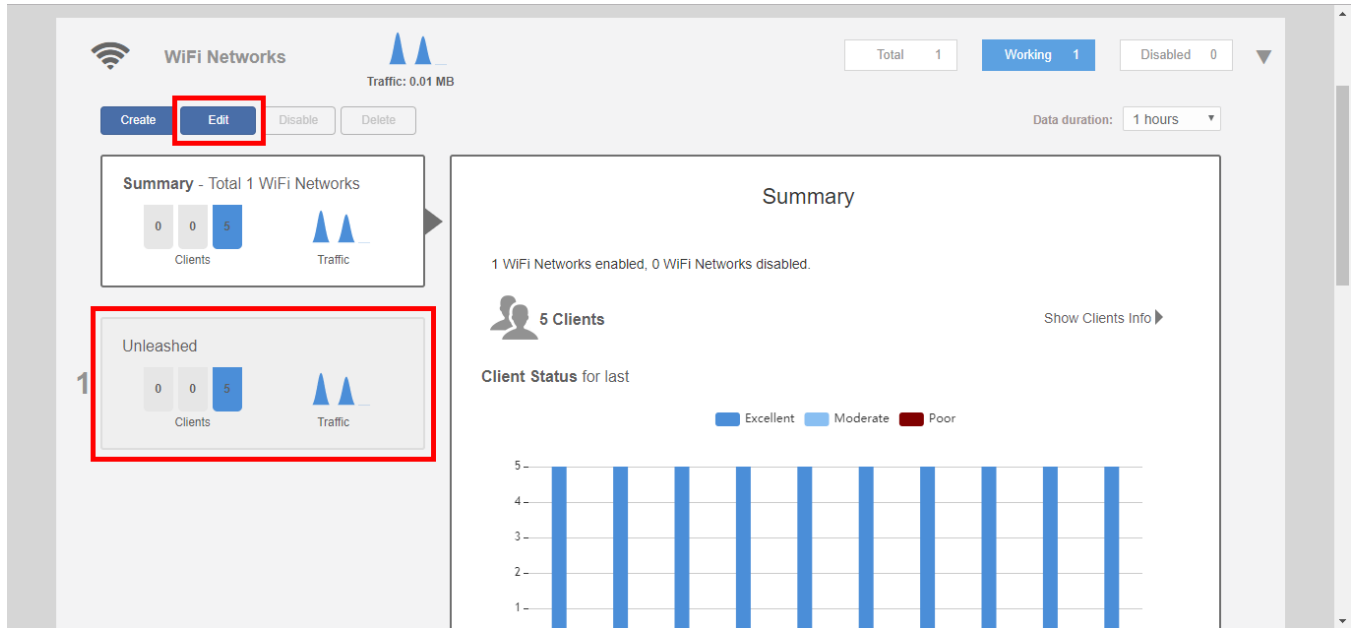 WiFi Networks
Traffic: 0.01 MB
Total 1
Working 1
Disabled 0
Create
Edit
Disable
Delete
Data duration:
1 hours
Summary - Total 1 WiFi Networks
0 0 5
Clients
Traffic
1
Unleashed
0 0 5
Clients
Traffic
Summary
1 WiFi Networks enabled, 0 WiFi Networks disabled.
5 Clients
Show Clients Info
Client Status for last
Excellent
Moderate
Poor
5
4
3
2
1